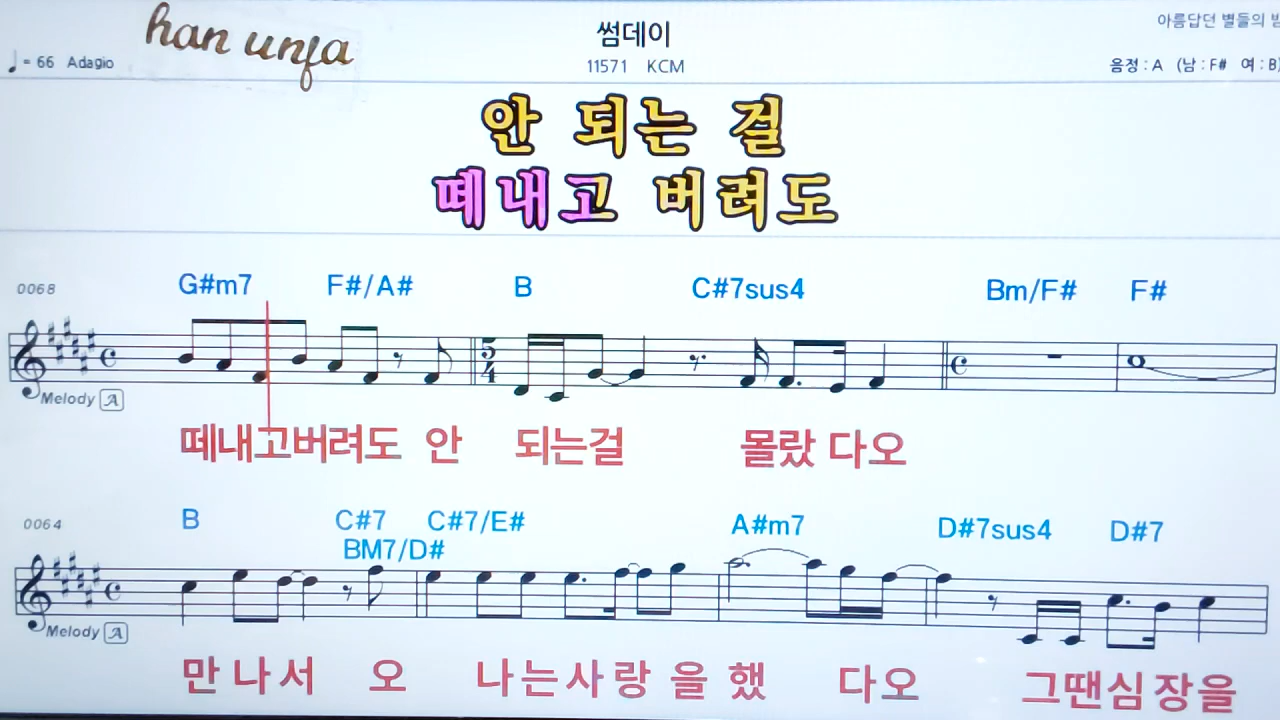 han unja
썸데이
아름답던 별들의 밤
♩= 66 Adagio
11571 KCM
음정 : A (남 : F# 여 : B)
안 되는 걸
떼내고 버려도
0068
G#m7 F#/A# B C#7sus4 Bm/F# F#
5
4
Melody A
떼내고버려도 안 되는걸 몰랐 다오
0064
B C#7 C#7/E# A#m7 D#7sus4 D#7
BM7/D#
Melody A
만 나 서 오 나 는 사 랑 을 했 다오 그땐심 장 을